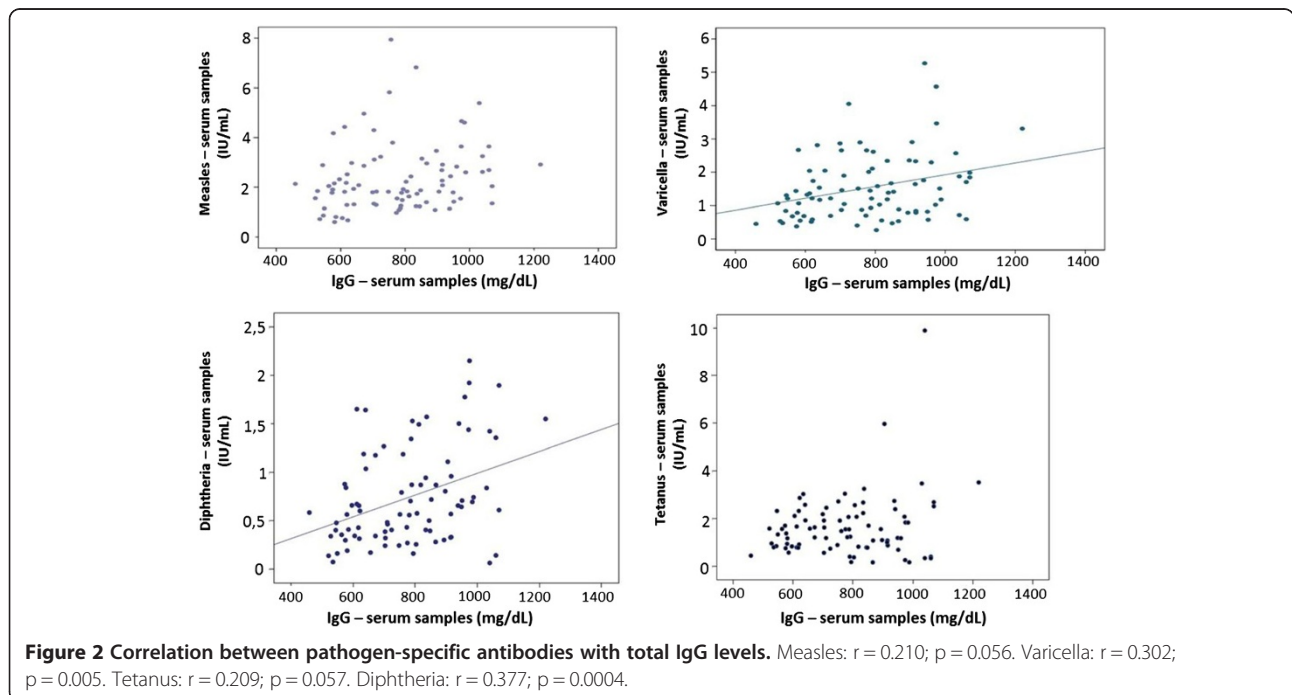 8
6
4
2
0
Measles – serum samples
(IU/mL)
400 600 800 1000 1200 1400
IgG – serum samples (mg/dL)
6
5
4
3
2
1
0
Varicella – serum samples
(IU/mL)
400 600 800 1000 1200 1400
IgG – serum samples (mg/dL)
2,5
2
1,5
1
0,5
0
Diphtheria – serum samples
(IU/mL)
400 600 800 1000 1200 1400
IgG – serum samples (mg/dL)
10
8
6
4
2
0
Tetanus – serum samples
(IU/mL)
400 600 800 1000 1200 1400
IgG – serum samples (mg/dL)
Figure 2 Correlation between pathogen-specific antibodies with total IgG levels. Measles: r = 0.210; p = 0.056. Varicella: r = 0.302;
p = 0.005. Tetanus: r = 0.209; p = 0.057. Diphtheria: r = 0.377; p = 0.0004.